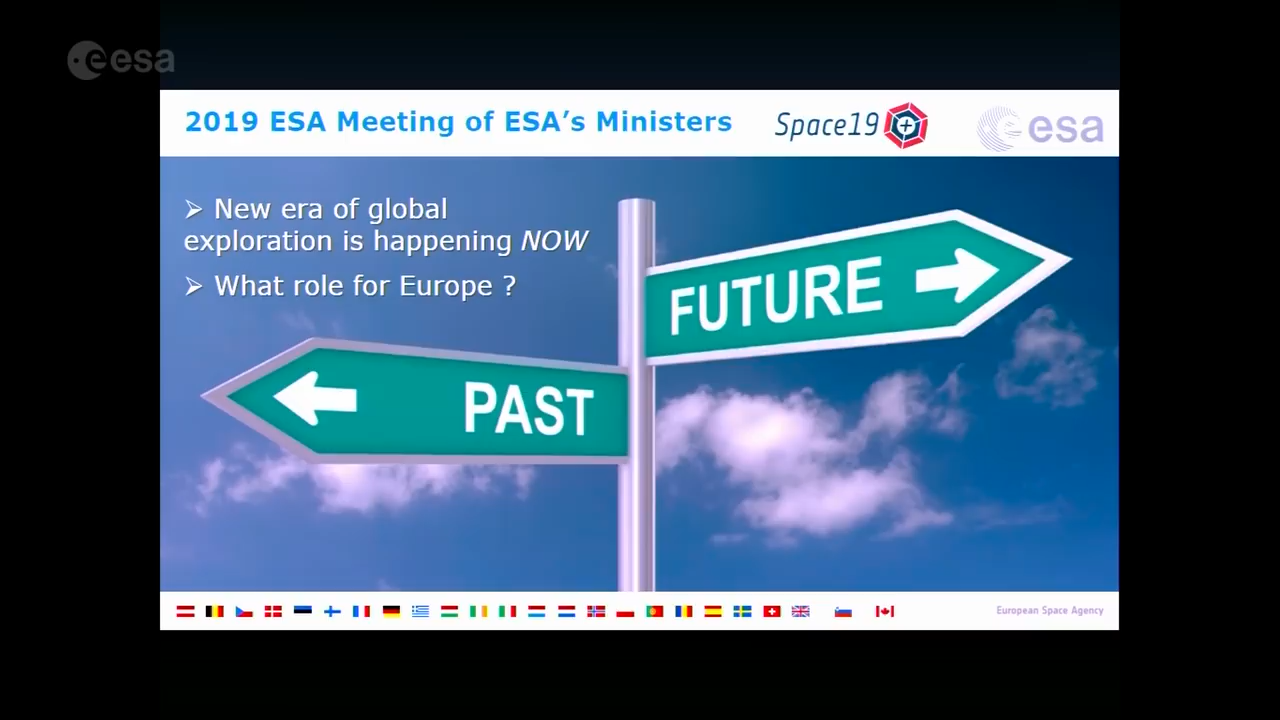 esa
2019 ESA Meeting of ESA's Ministers
Space19
esa
➢ New era of global
exploration is happening NOW
➢ What role for Europe ?
FUTURE
PAST
European Space Agency